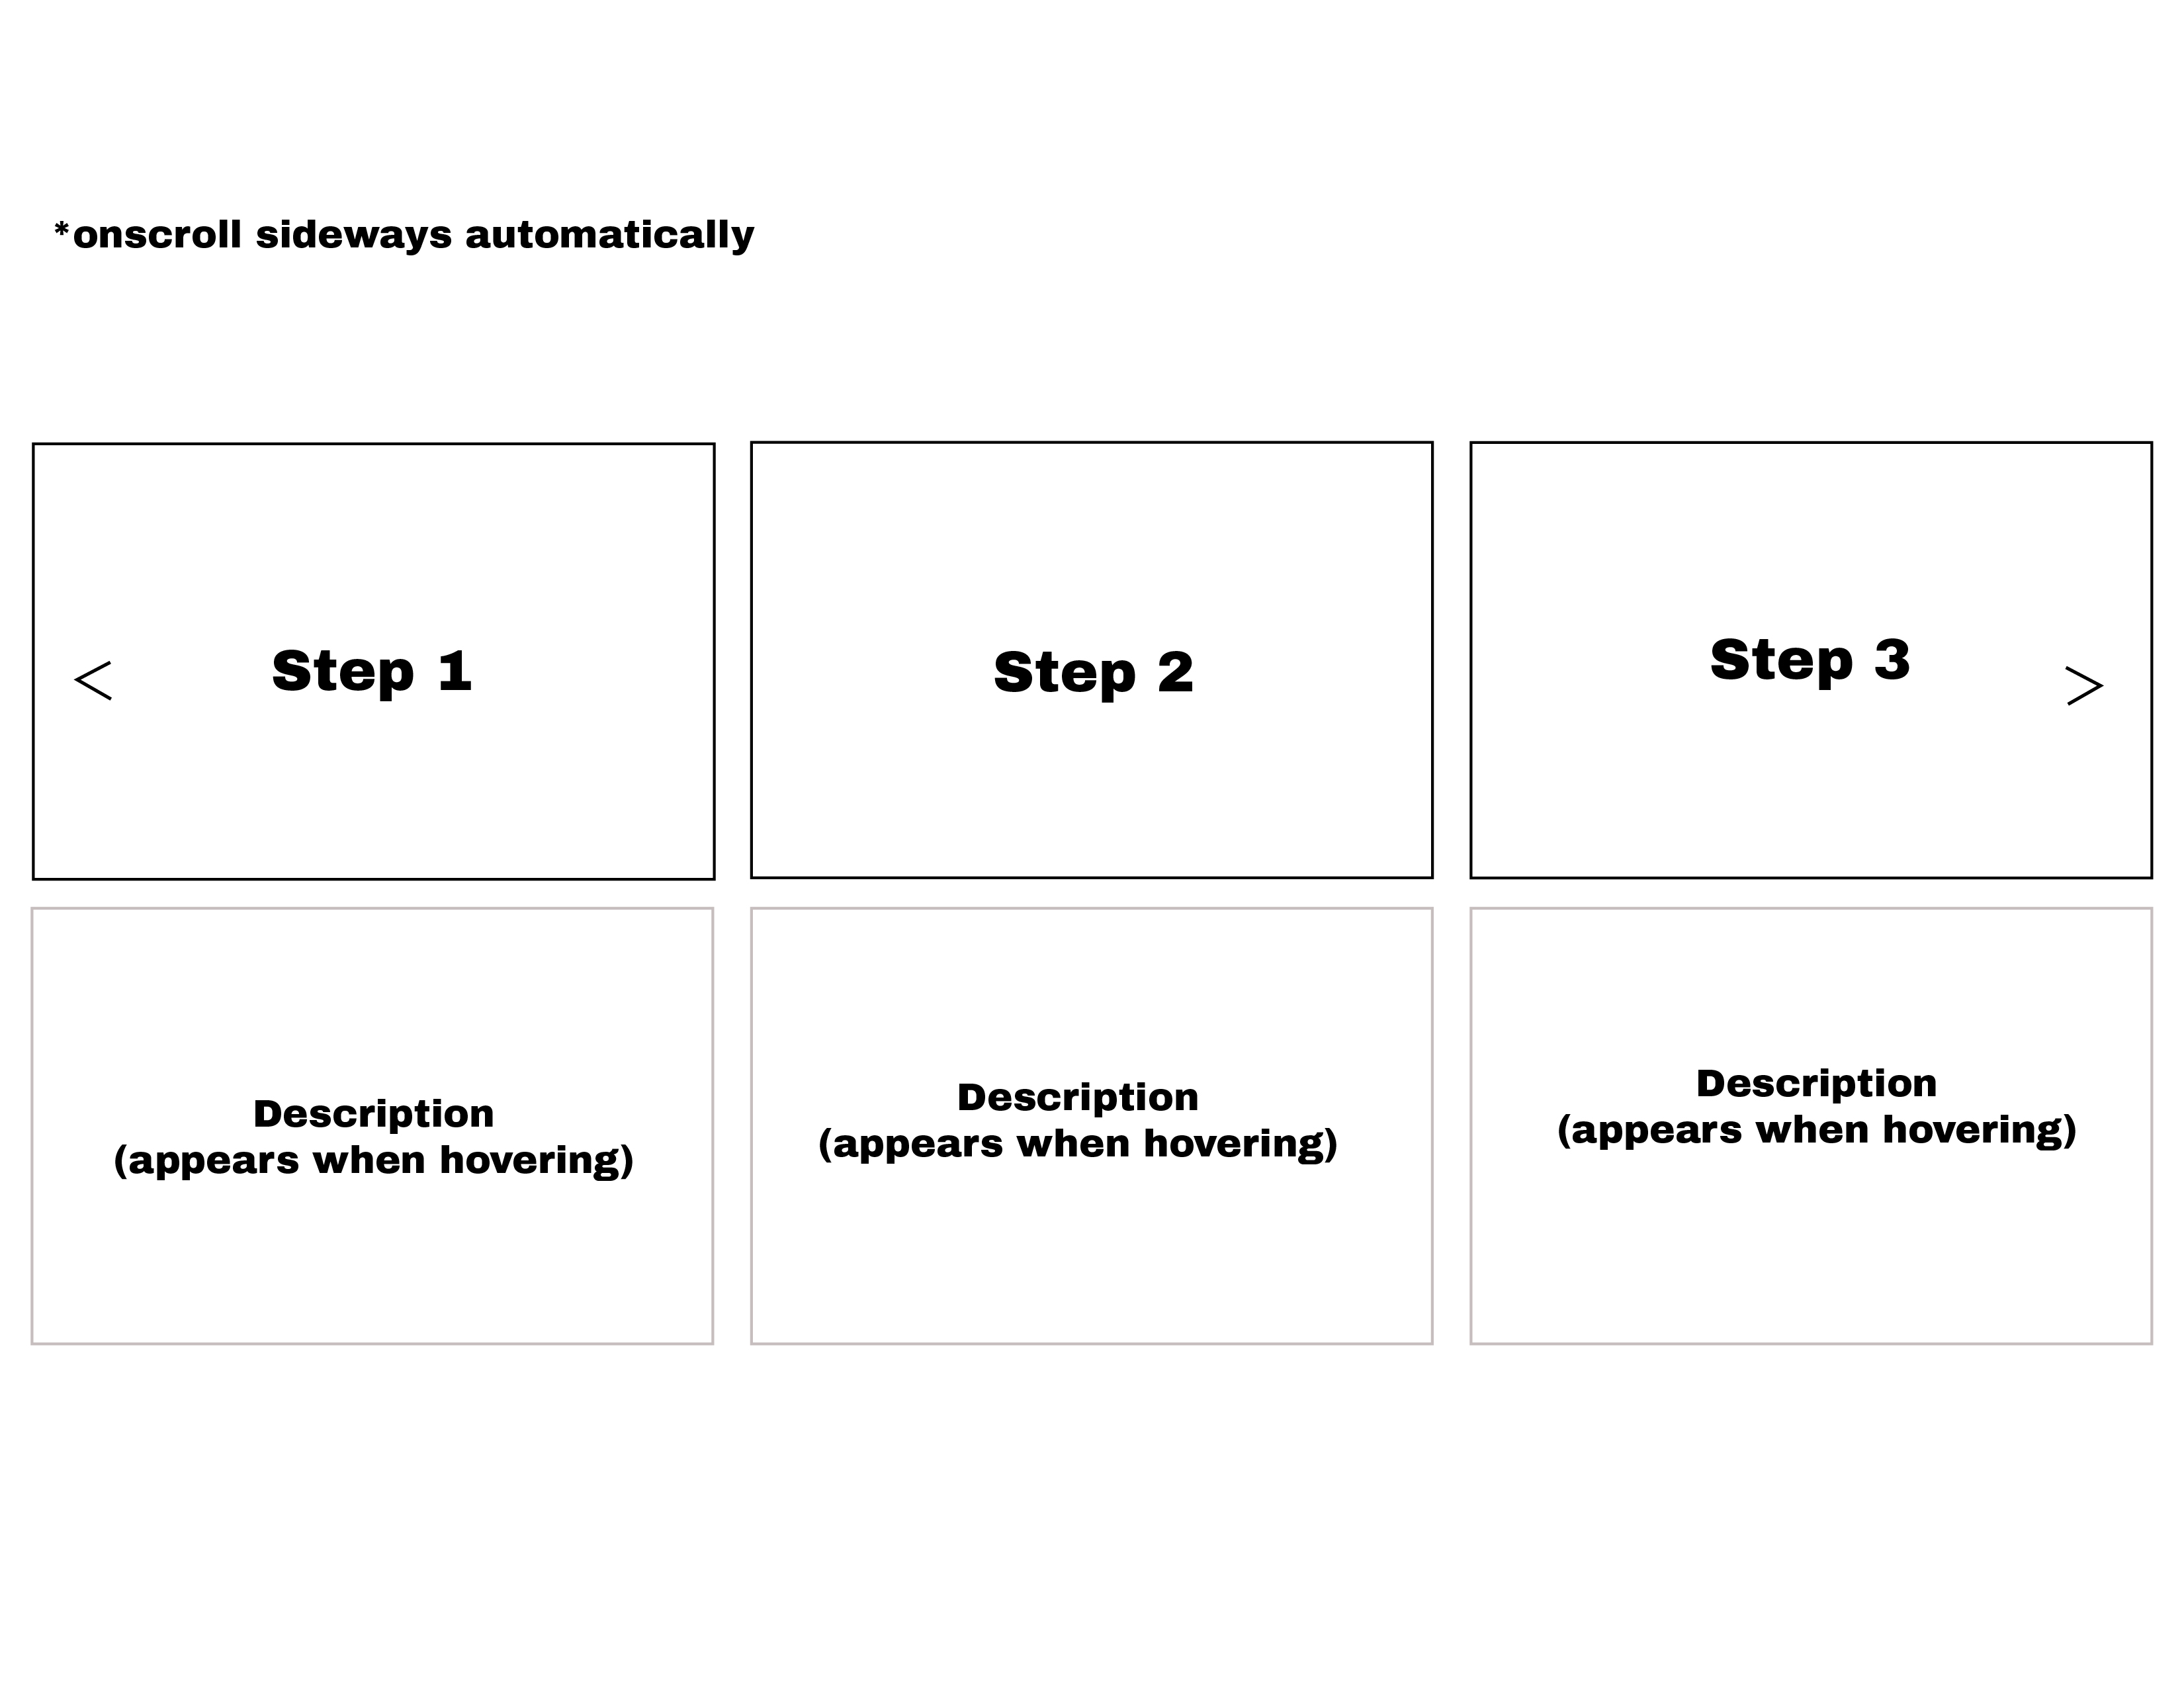 *onscroll sideways automatically
<
Step 1
Step 2
Step 3
>
Description
(appears when hovering)
Description
(appears when hovering)
Description
(appears when hovering)